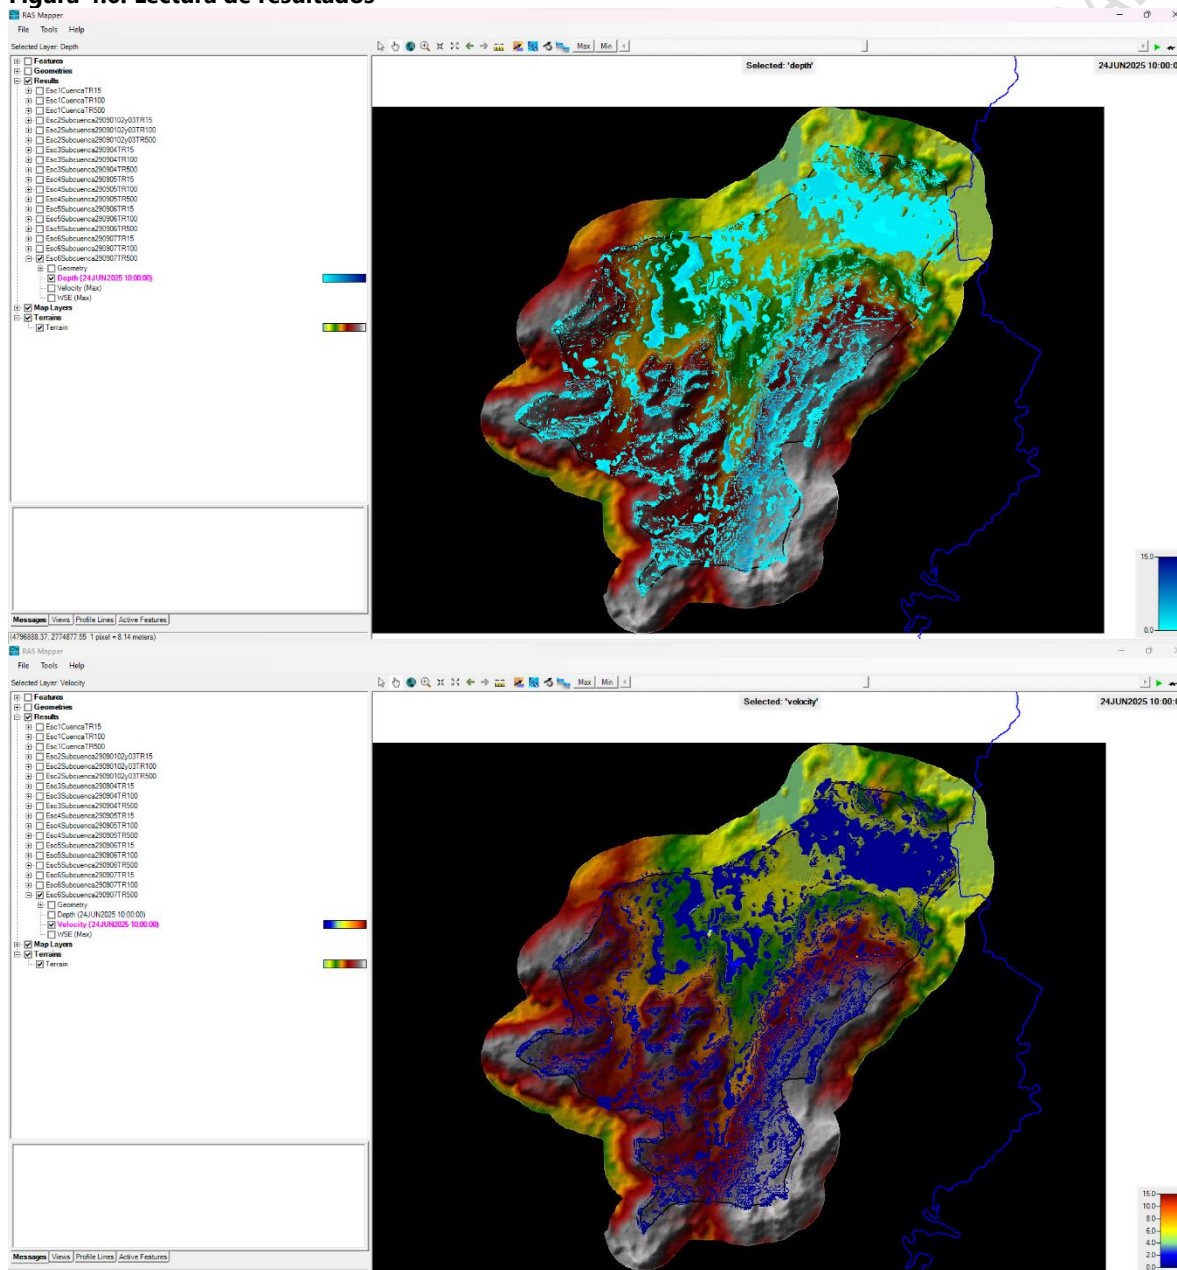 Figura 4.6. Lectura de resultados
RAS Mapper
File Tools Help
Selected Layer: Depth
Max Min
Features
Geometries
Results
Esc1CuencaTR15
Esc1CuencaTR100
Esc1CuencaTR500
Esc2Subcuenca29090102y03TR15
Esc2Subcuenca29090102y03TR100
Esc2Subcuenca29090102y03TR500
Esc3Subcuenca290904TR15
Esc3Subcuenca290904TR100
Esc3Subcuenca290904TR500
Esc4Subcuenca290905TR15
Esc4Subcuenca290905TR100
Esc4Subcuenca290905TR500
Esc5Subcuenca290906TR15
Esc5Subcuenca290906TR100
Esc5Subcuenca290906TR500
Esc6Subcuenca290907TR15
Esc6Subcuenca290907TR100
Esc6Subcuenca290907TR500
Geometry
Depth (24JUN2025 10:00:00)
Velocity (Max)
WSE (Max)
Map Layers
Terrains
Terrain
Selected: 'depth'
24JUN2025 10:00:0
15.0
0.0
Messages Views Profile Lines Active Features
(4796888.37, 2774877.55 1 pixel = 8.14 meters)
RAS Mapper
File Tools Help
Selected Layer: Velocity
Max Min
Features
Geometries
Results
Esc1CuencaTR15
Esc1CuencaTR100
Esc1CuencaTR500
Esc2Subcuenca29090102y03TR15
Esc2Subcuenca29090102y03TR100
Esc2Subcuenca29090102y03TR500
Esc3Subcuenca290904TR15
Esc3Subcuenca290904TR100
Esc3Subcuenca290904TR500
Esc4Subcuenca290905TR15
Esc4Subcuenca290905TR100
Esc4Subcuenca290905TR500
Esc5Subcuenca290906TR15
Esc5Subcuenca290906TR100
Esc5Subcuenca290906TR500
Esc6Subcuenca290907TR15
Esc6Subcuenca290907TR100
Esc6Subcuenca290907TR500
Geometry
Depth (24JUN2025 10:00:00)
Velocity (24JUN2025 10:00:00)
WSE (Max)
Map Layers
Terrains
Terrain
Selected: 'velocity'
24JUN2025 10:00:0
15.0
10.0
8.0
6.0
4.0
2.0
0.0
Messages Views Profile Lines Active Features